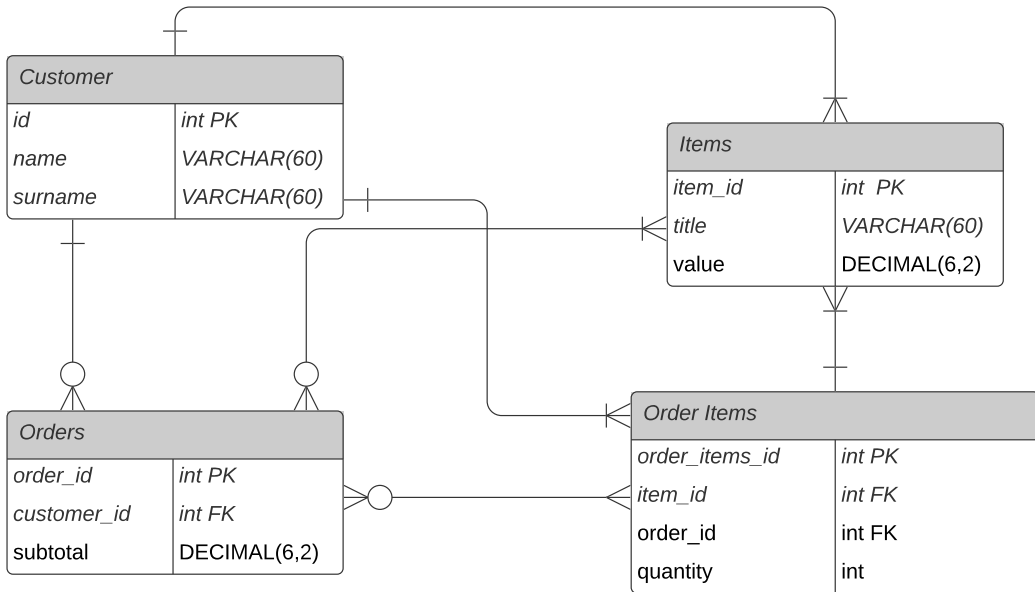 Customer
id int PK
name VARCHAR(60)
surname VARCHAR(60)
Items
item_id int PK
title VARCHAR(60)
value DECIMAL(6,2)
Orders
order_id int PK
customer_id int FK
subtotal DECIMAL(6,2)
Order Items
order_items_id int PK
item_id int FK
order_id int FK
quantity int